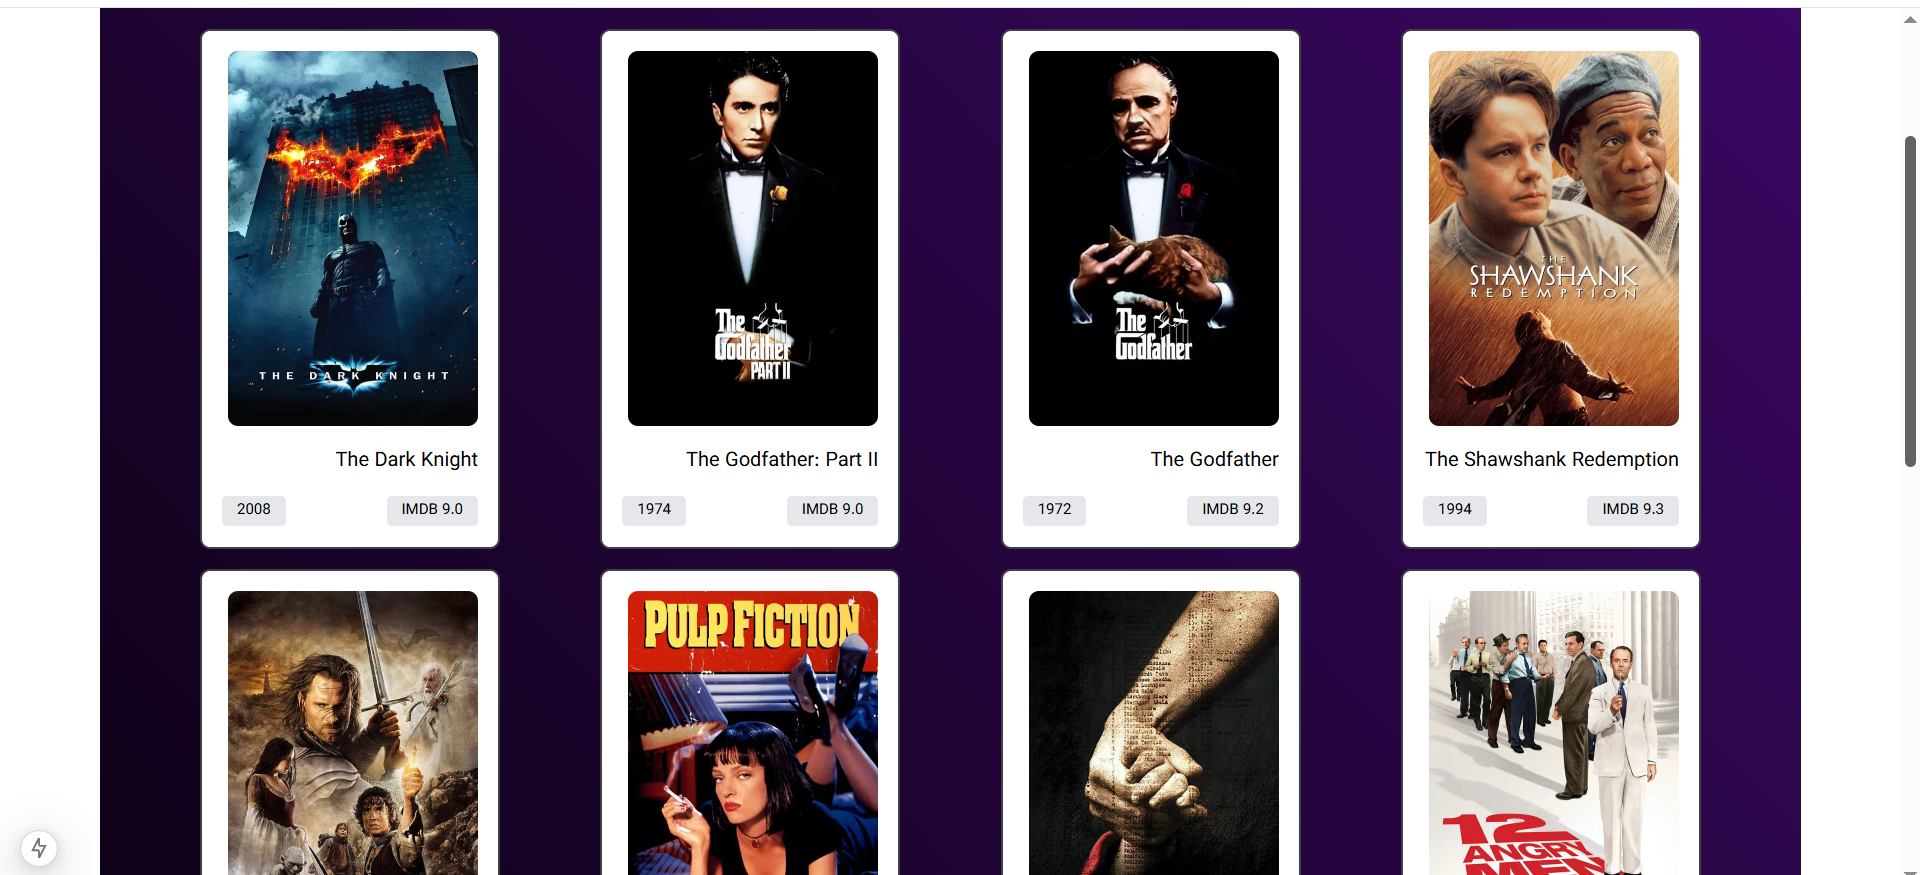 THE DARK KNIGHT
The
Godfather
PART II
The
Godfather
THE
SHAWSHANK
REDEMPTION
The Dark Knight
The Godfather: Part II
The Godfather
The Shawshank Redemption
2008 IMDB 9.0
1974 IMDB 9.0
1972 IMDB 9.2
1994 IMDB 9.3
PULP FICTION
12
ANGRY
MEN